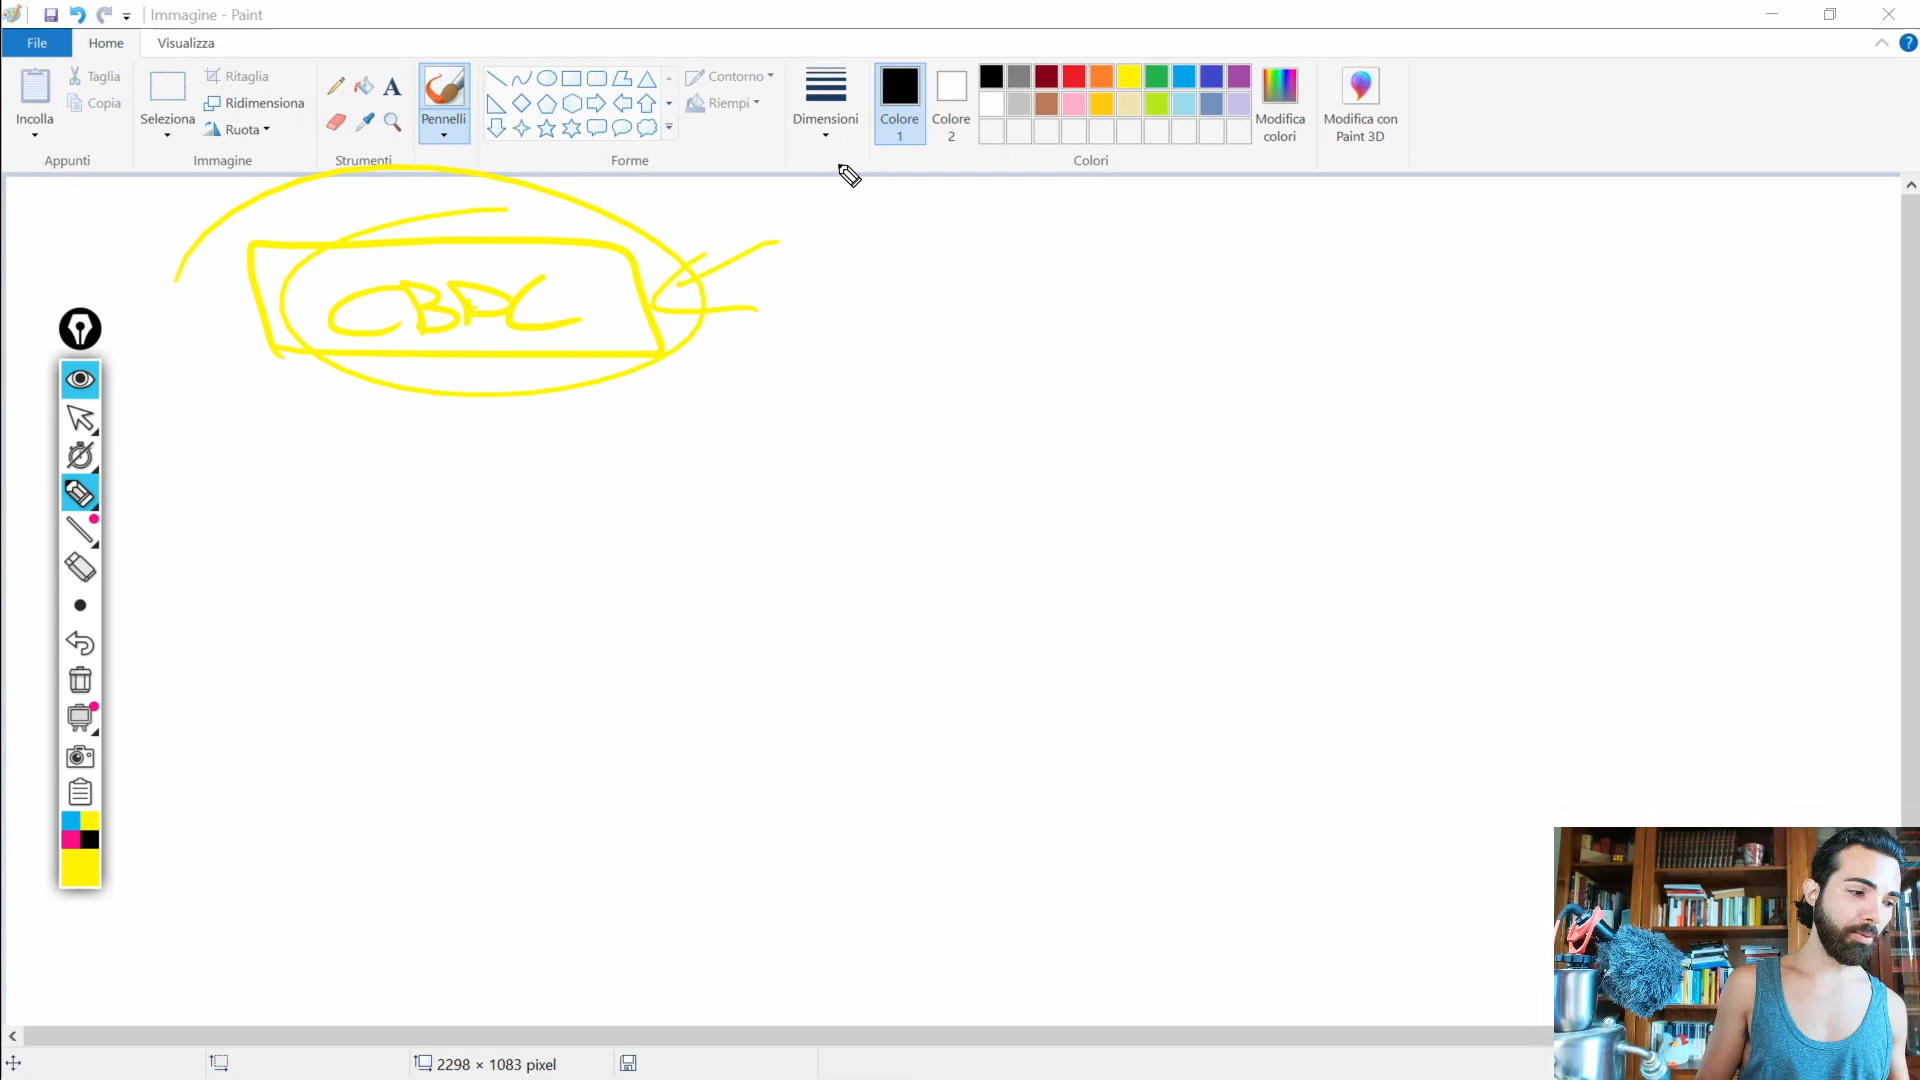 Immagine - Paint
File Home Visualizza
Incolla
Taglia
Copia
Appunti
Seleziona
Ritaglia
Ridimensiona
Ruota
Immagine
A
Strumenti
Pennelli
Contorno
Riempi
Forme
Dimensioni
Colore
1
Colore
2
Modifica
colori
Colori
Modifica con
Paint 3D
?
CBDC
2298 × 1083 pixel